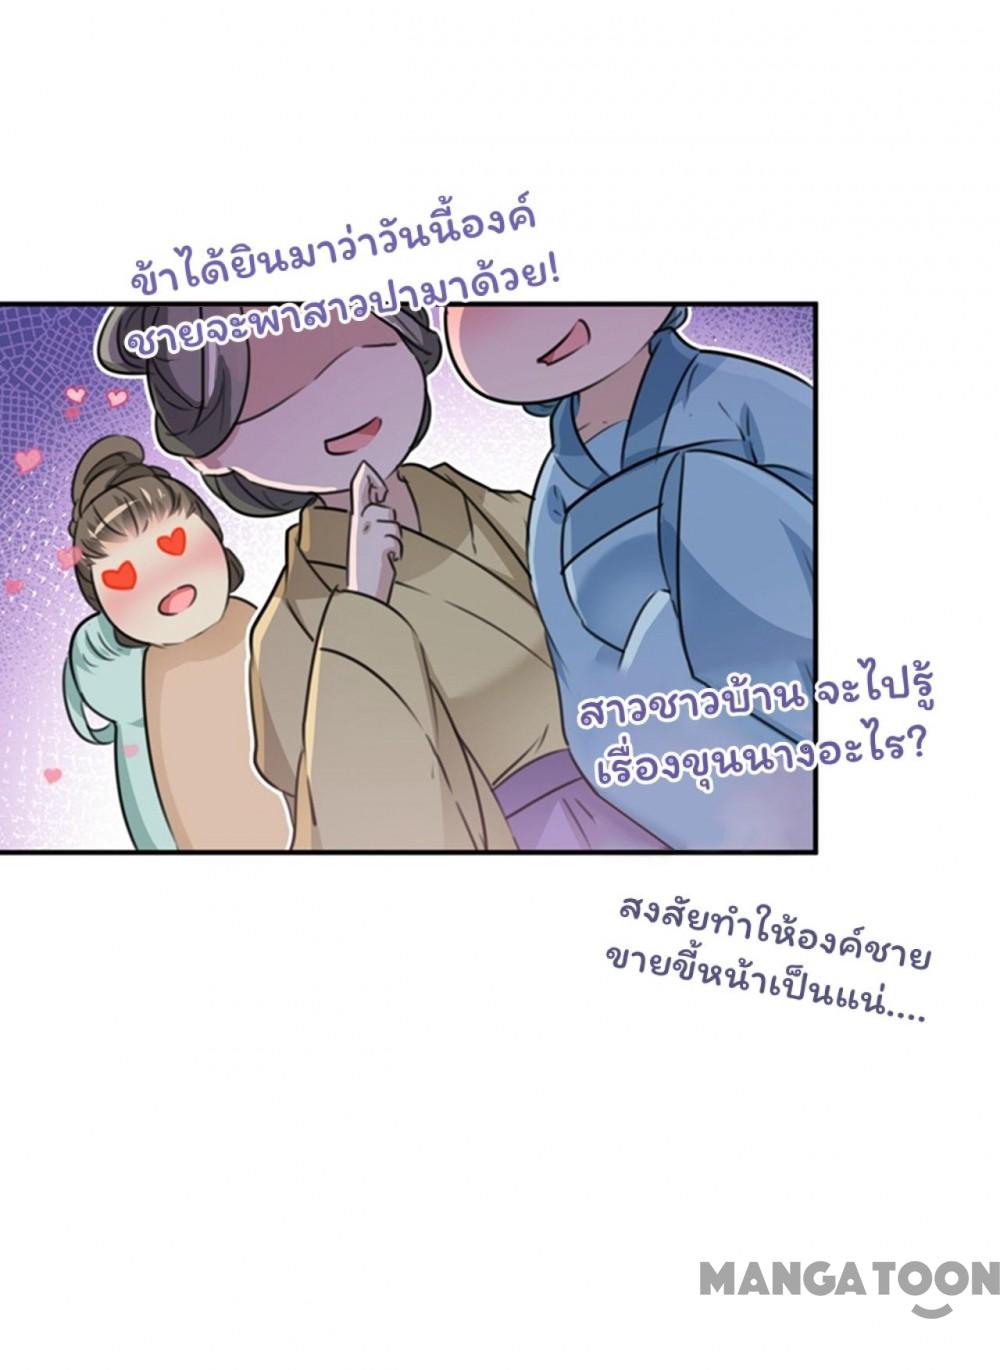 ข้าได้ยินมาว่าวันนี้องค์
ชายจะพาสาวปามาด้วย!
สาวชาวบ้าน จะไปรู้
เรื่องขุนนางอะไร?
สงสัยทำให้องค์ชาย
ขายขี้หน้าเป็นแน่....
MANGATOON